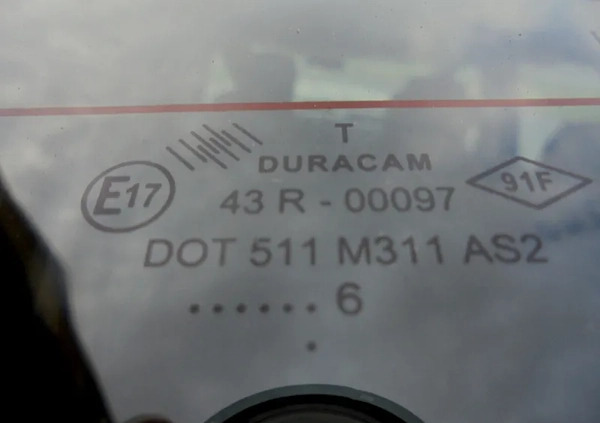 T
DURACAM
E17
43 R - 00097
91F
DOT 511 M311 AS2
...... 6
.